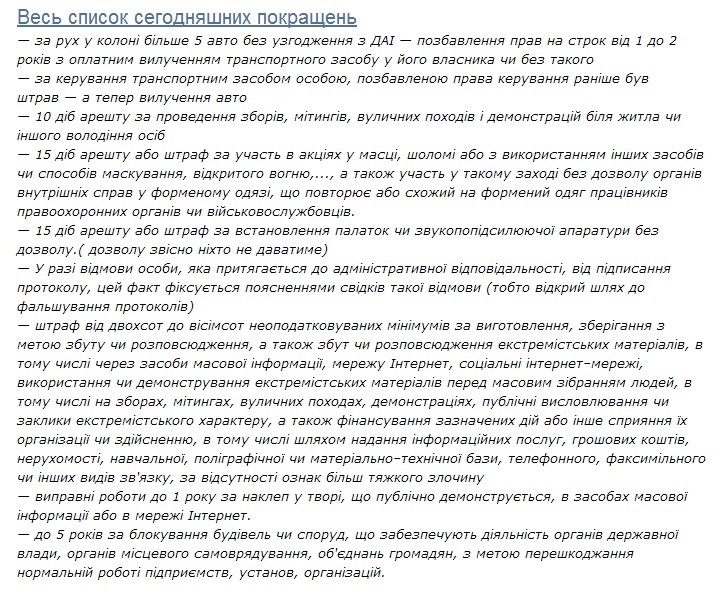 Весь список сегодняшних покращень
— за рух у колоні більше 5 авто без узгодження з ДАІ — позбавлення прав на строк від 1 до 2
років з оплатним вилученням транспортного засобу у його власника чи без такого
— за керування транспортним засобом особою, позбавленою права керування раніше був
штраф — а тепер вилучення авто
— 10 діб арешту за проведення зборів, мітингів, вуличних походів і демонстрацій біля житла чи
іншого володіння осіб
— 15 діб арешту або штраф за участь в акціях у масці, шоломі або з використанням інших засобів
чи способів маскування, відкритого вогню,..., а також участь у такому заході без дозволу органів
внутрішніх справ у форменому одязі, що повторює або схожий на формений одяг працівників
правоохоронних органів чи військовослужбовців.
— 15 діб арешту або штраф за встановлення палаток чи звукопопідсилюючої апаратури без
дозволу.( дозволу звісно ніхто не даватиме)
— У разі відмови особи, яка притягається до адміністративної відповідальності, від підписання
протоколу, цей факт фіксується поясненнями свідків такої відмови (тобто відкрий шлях до
фальшування протоколів)
— штраф від двохсот до вісімсот неоподатковуваних мінімумів за виготовлення, зберігання з
метою збуту чи розповсюдження, а також збут чи розповсюдження екстремістських матеріалів, в
тому числі через засоби масової інформації, мережу Інтернет, соціальні інтернет–мережі,
використання чи демонстрування екстремістських матеріалів перед масовим зібранням людей, в
тому числі на зборах, мітингах, вуличних походах, демонстраціях, публічні висловлювання чи
заклики екстремістського характеру, а також фінансування зазначених дій або інше сприяння їх
організації чи здійсненню, в тому числі шляхом надання інформаційних послуг, грошових коштів,
нерухомості, навчальної, поліграфічної чи матеріально–технічної бази, телефонного, факсимільного
чи інших видів зв'язку, за відсутності ознак більш тяжкого злочину
— виправні роботи до 1 року за наклеп у творі, що публічно демонструється, в засобах масової
інформації або в мережі Інтернет.
— до 5 років за блокування будівель чи споруд, що забезпечують діяльність органів державної
влади, органів місцевого самоврядування, об'єднань громадян, з метою перешкоджання
нормальній роботі підприємств, установ, організацій.